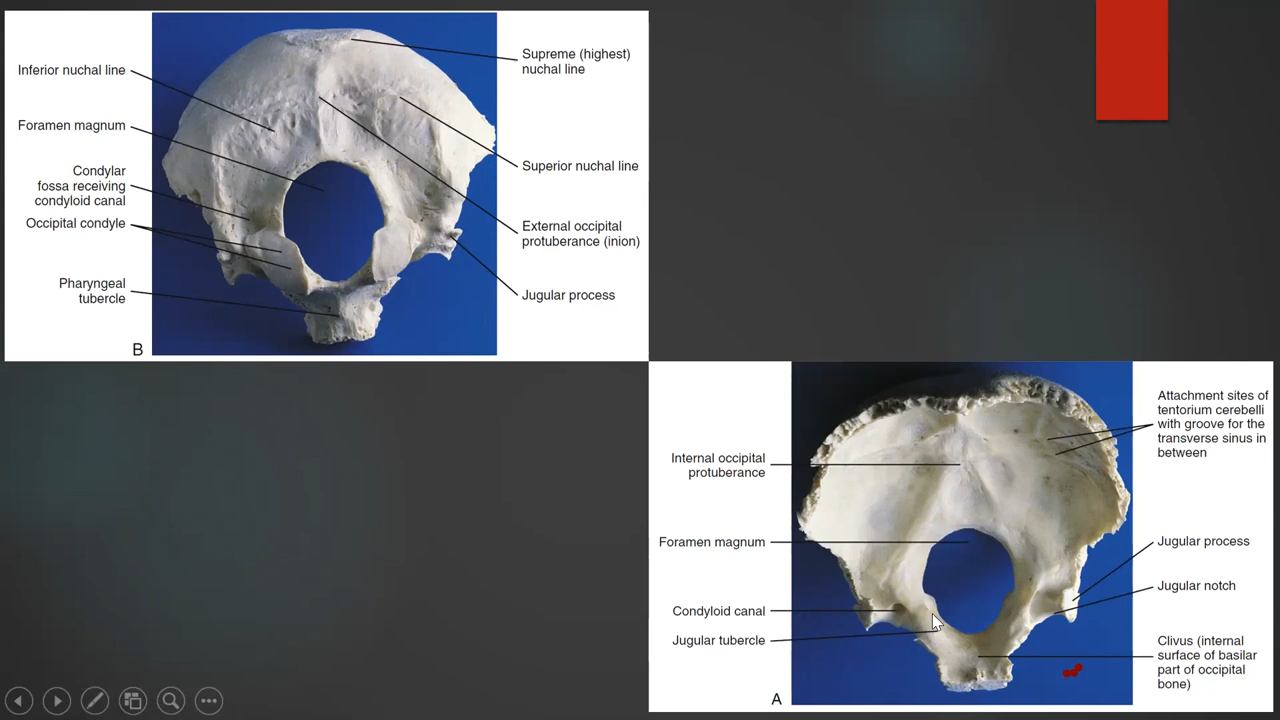 Inferior nuchal line
Foramen magnum
Condylar
fossa receiving
condyloid canal
Occipital condyle
Pharyngeal
tubercle
B
Supreme (highest)
nuchal line
Superior nuchal line
External occipital
protuberance (inion)
Jugular process
Internal occipital
protuberance
Foramen magnum
Condyloid canal
Jugular tubercle
A
Attachment sites of
tentorium cerebelli
with groove for the
transverse sinus in
between
Jugular process
Jugular notch
Clivus (internal
surface of basilar
part of occipital
bone)